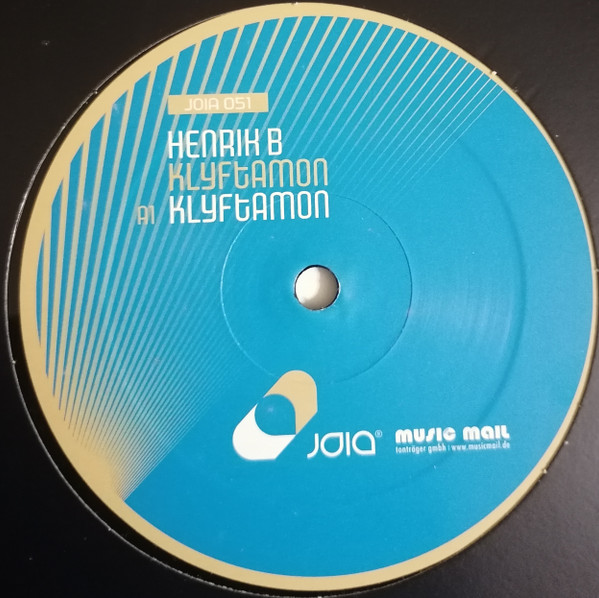 JOIA 051
HENRIK B
KLYFTAMON
A1 KLYFTAMON
JOIA®
MUSIC MAIL
tonträger gmbh : www.musicmail.de